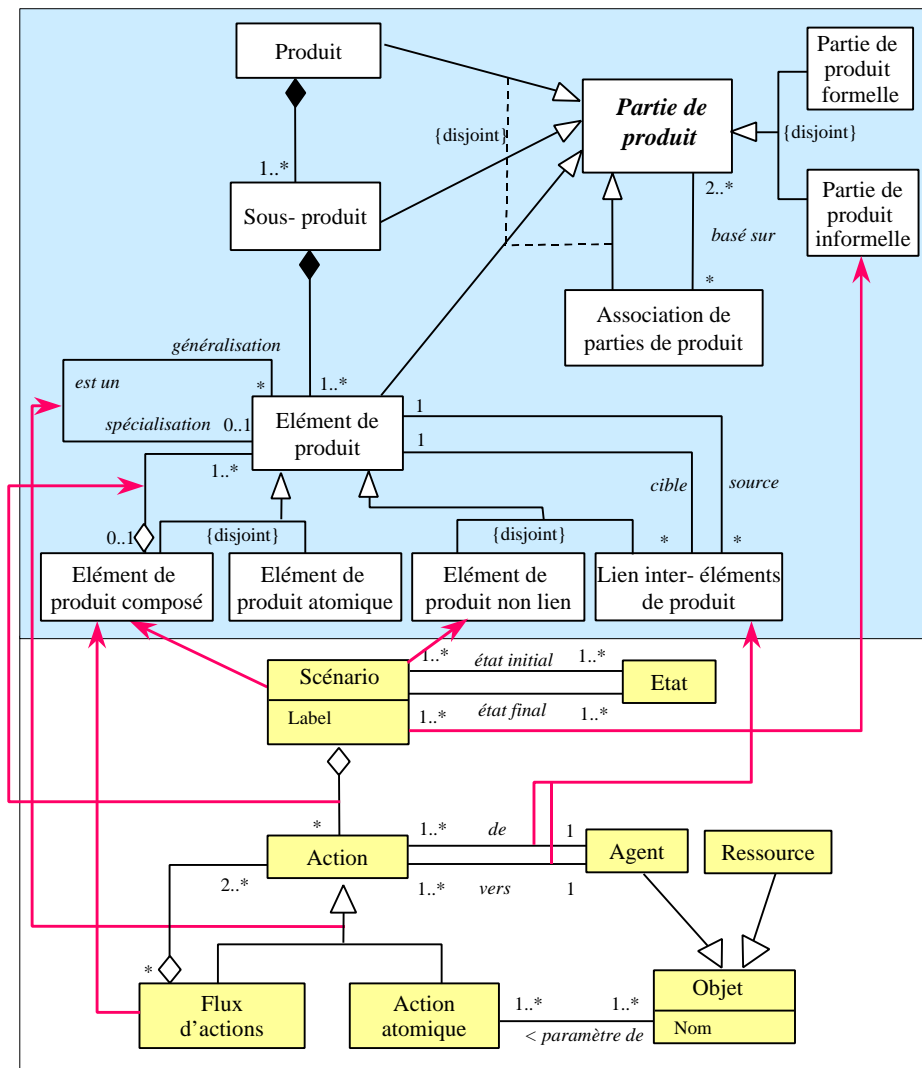 Produit
Partie de
produit
formelle
Partie de
produit
{disjoint}
{disjoint}
1..*
2..*
Sous- produit
Partie de
produit
informelle
basé sur
*
Association de
parties de produit
généralisation
est un
*
1..*
spécialisation
0..1
Elément de
produit
1
1
1..*
cible
source
0..1
{disjoint}
{disjoint}
*
*
Elément de
produit composé
Elément de
produit atomique
Elément de
produit non lien
Lien inter- éléments
de produit
Scénario
Label
1..*
état initial
1..*
Etat
1..*
état final
1..*
*
Action
1..*
de
1
Agent
Ressource
2..*
1..*
vers
1
*
Flux
d’actions
Action
atomique
1..*
1..*
< paramètre de
Objet
Nom